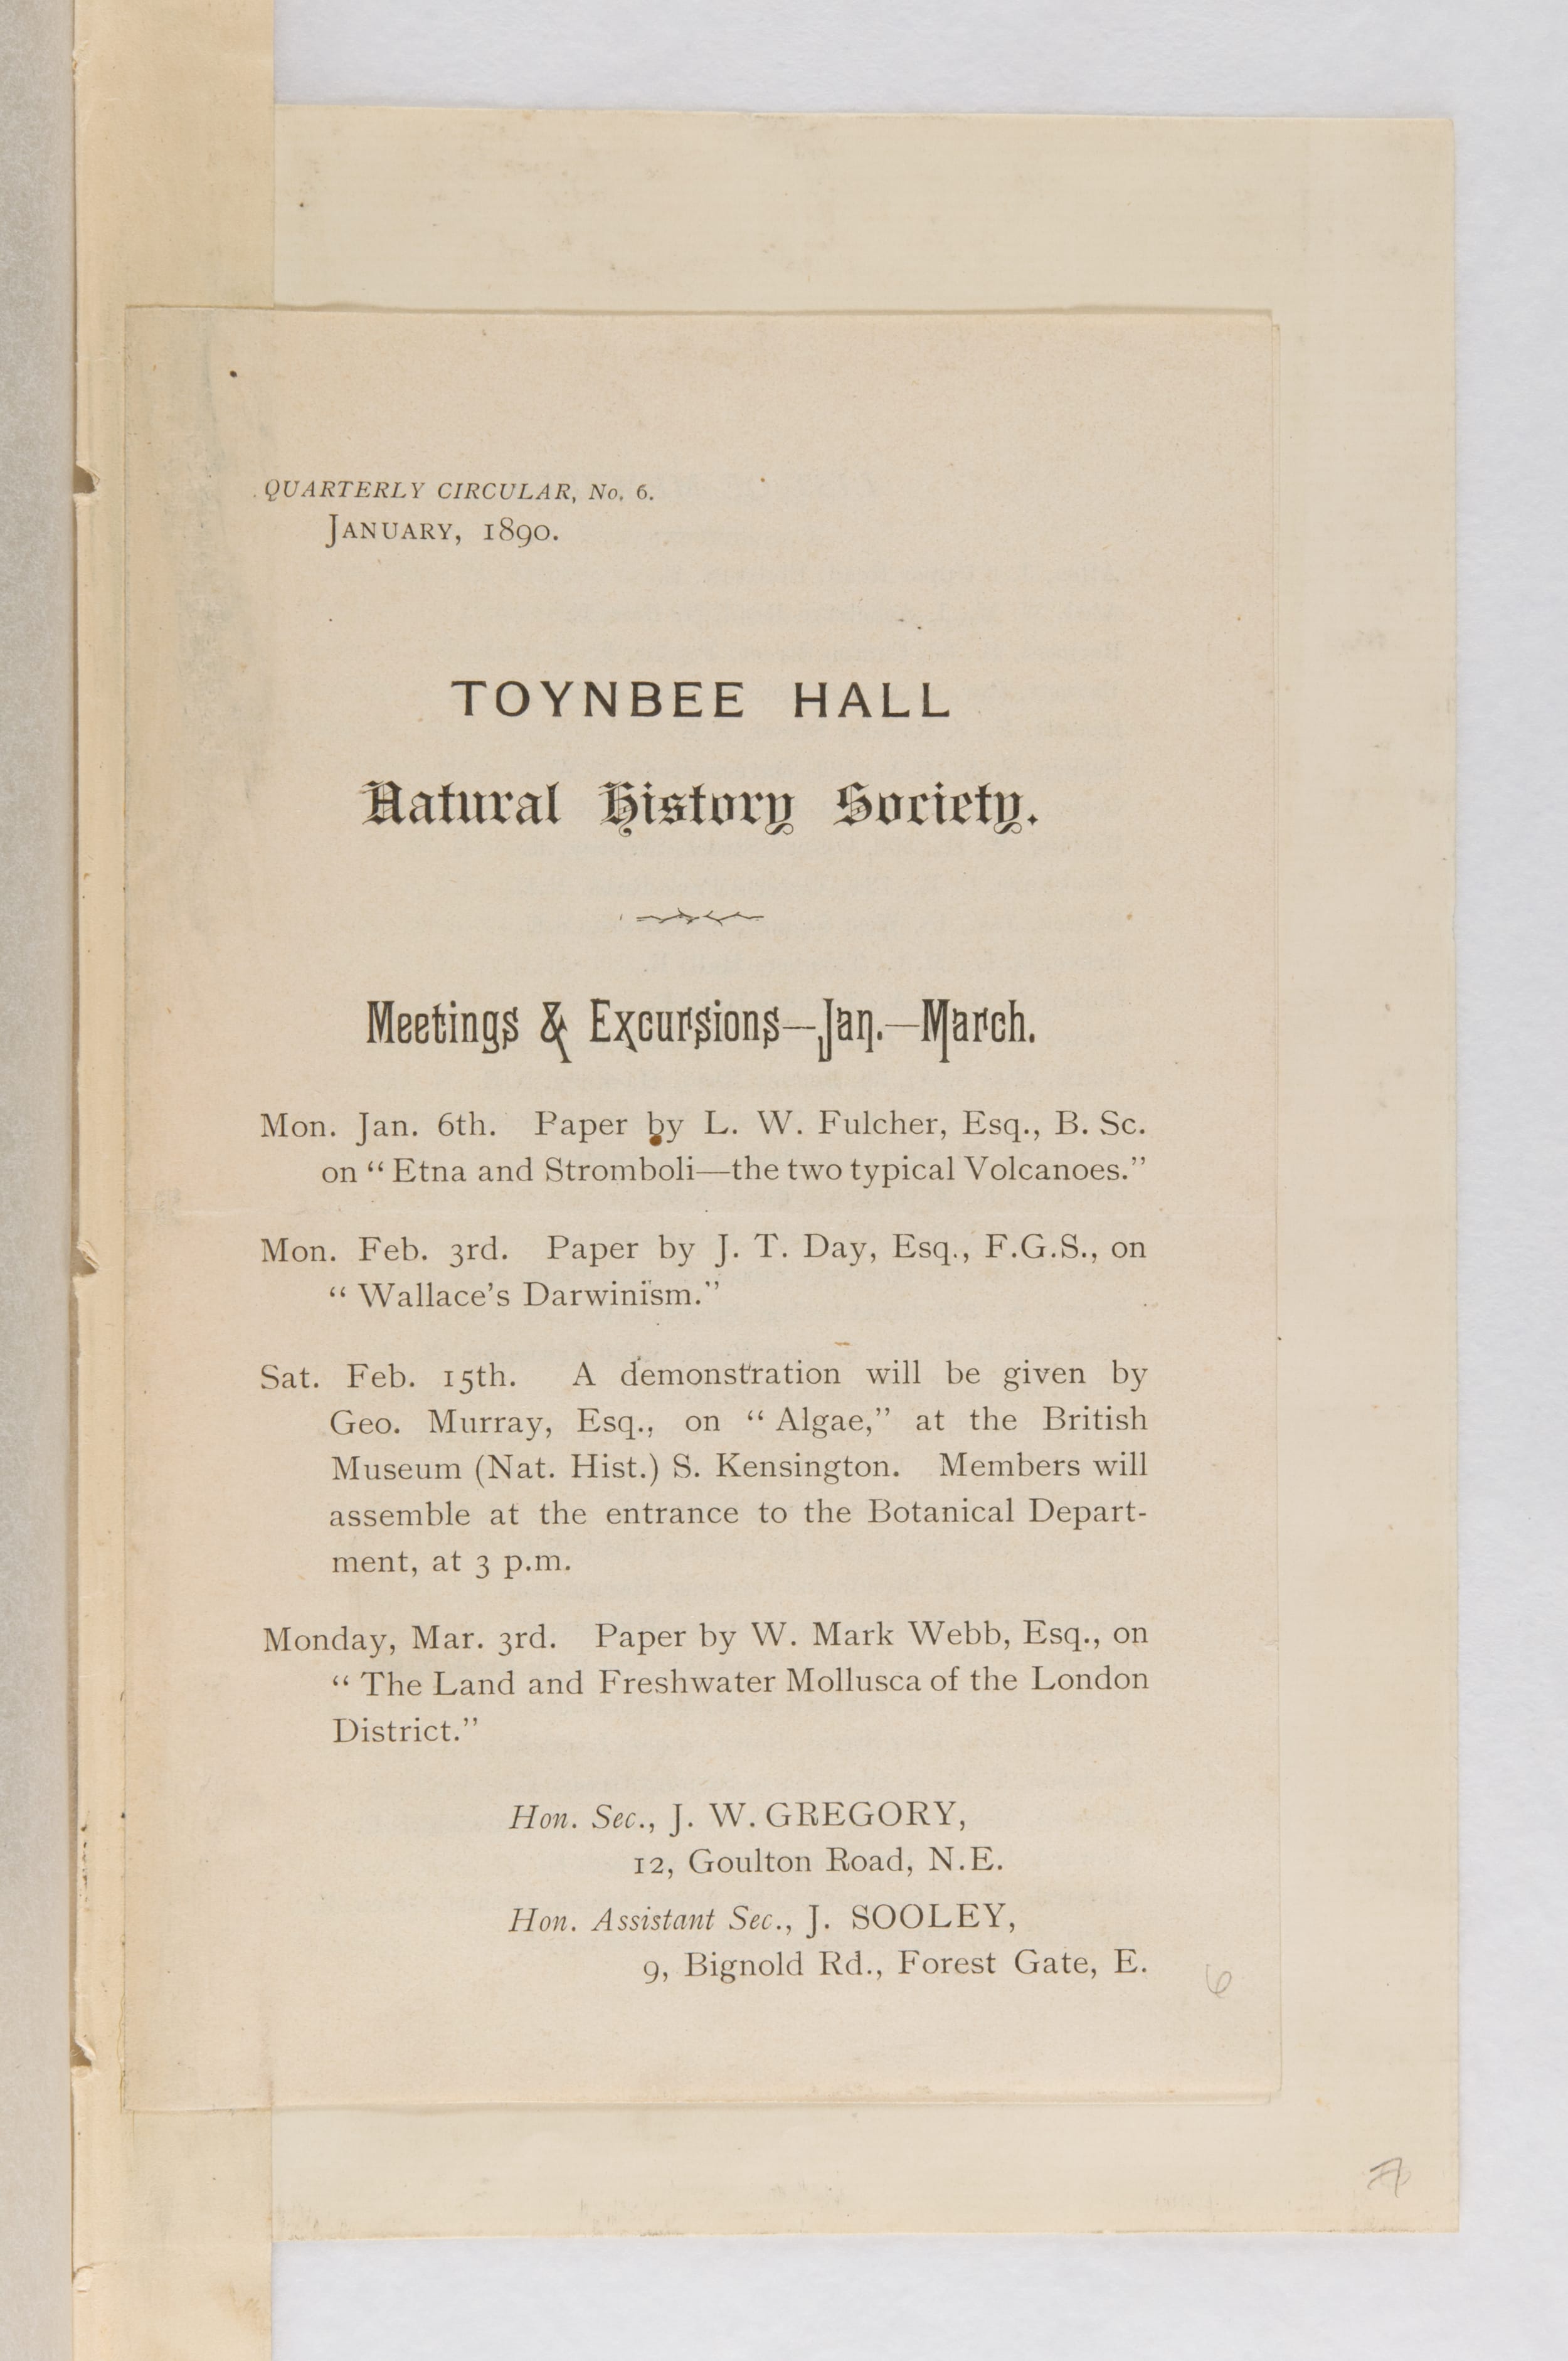 QUARTERLY CIRCULAR, No. 6.
JANUARY, 1890.
TOYNBEE HALL
Natural History Society.
Meetings & Excursions—Jan.—March.
Mon. Jan. 6th. Paper by L. W. Fulcher, Esq., B. Sc.
on “ Etna and Stromboli—the two typical Volcanoes.”
Mon. Feb. 3rd. Paper by J. T. Day, Esq., F.G.S., on
“ Wallace’s Darwinism.”
Sat. Feb. 15th. A demonstration will be given by
Geo. Murray, Esq., on “ Algae,” at the British
Museum (Nat. Hist.) S. Kensington. Members will
assemble at the entrance to the Botanical Depart-
ment, at 3 p.m.
Monday, Mar. 3rd. Paper by W. Mark Webb, Esq., on
“ The Land and Freshwater Mollusca of the London
District.”
Hon. Sec., J. W. GREGORY,
12, Goulton Road, N.E.
Hon. Assistant Sec., J. SOOLEY,
9, Bignold Rd., Forest Gate, E.
6